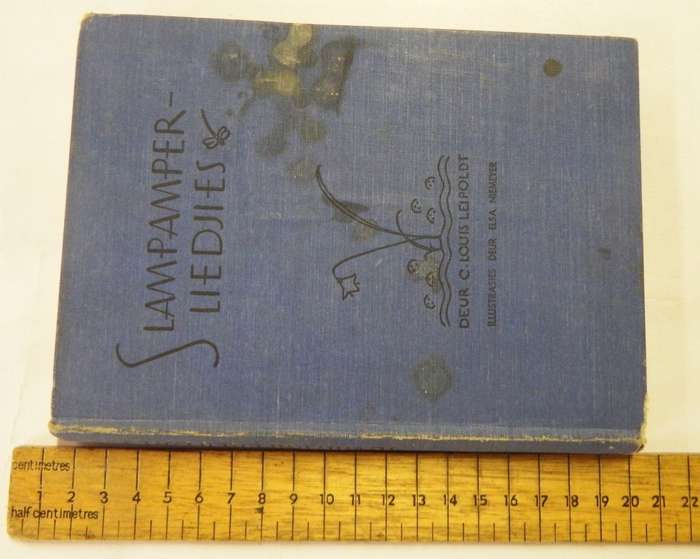 SLAMPAMPER-
LIEDJIES
DEUR C. LOUIS LEIPOLDT
ILLUSTRASIES DEUR ELSA NIEMEYER
centimetres
1 2 3 4 5 6 7 8 9 10 11 12 13 14 15 16 17 18 19 20 21 22
half centimetres